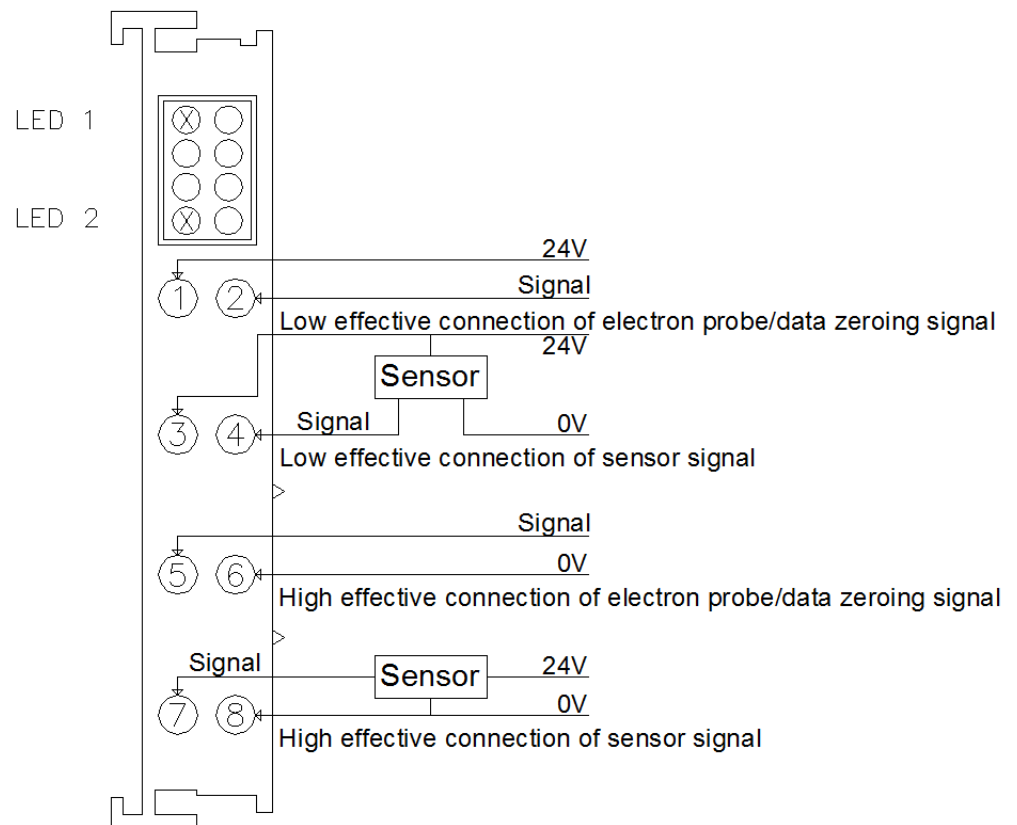 LED 1
LED 2
24V
1
2
Signal
Low effective connection of electron probe/data zeroing signal
24V
Sensor
3
4
Signal
0V
Low effective connection of sensor signal
Signal
5
6
0V
High effective connection of electron probe/data zeroing signal
Signal
Sensor
24V
7
8
0V
High effective connection of sensor signal